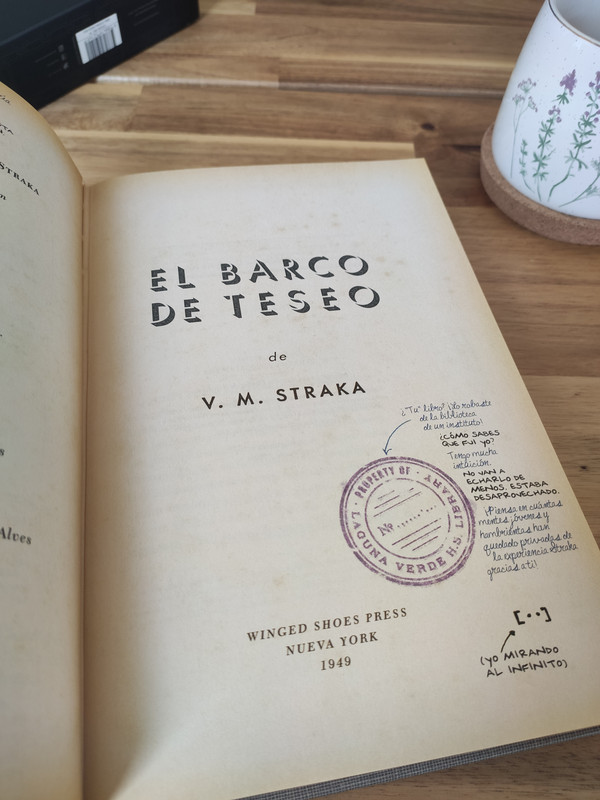 STRAKA
Alves
EL BARCO
DE TESEO
de
V. M. STRAKA
¿"Tu" libro? ¡Lo robaste
de la biblioteca
de un instituto!
¿CÓMO SABES
QUE FUI YO?
Tengo mucha
intuición.
NO VAN A
ECHARLO DE
MENOS. ESTABA
DESAPROVECHADO.
¡Piensa en cuántas
mentes jóvenes y
hambrientas han
quedado privadas de
la experiencia Straka
gracias a ti!
PROPERTY OF
LAGUNA VERDE H.S. LIBRARY
No
WINGED SHOES PRESS
NUEVA YORK
1949
[··]
(YO MIRANDO
AL INFINITO)